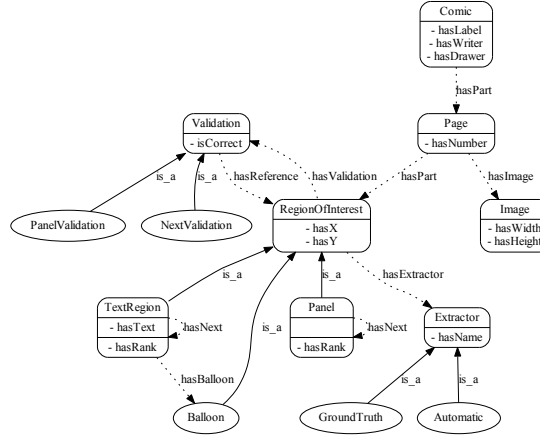 Comic
- hasLabel
- hasWriter
- hasDrawer
hasPart
Validation
- isCorrect
Page
- hasNumber
is_a
is_a
hasReference
hasValidation
hasPart
hasImage
PanelValidation
NextValidation
RegionOfInterest
- hasX
- hasY
Image
- hasWidth
- hasHeight
is_a
is_a
hasExtractor
TextRegion
- hasText
- hasRank
hasNext
is_a
Panel
- hasRank
hasNext
Extractor
- hasName
hasBalloon
is_a
is_a
Balloon
GroundTruth
Automatic